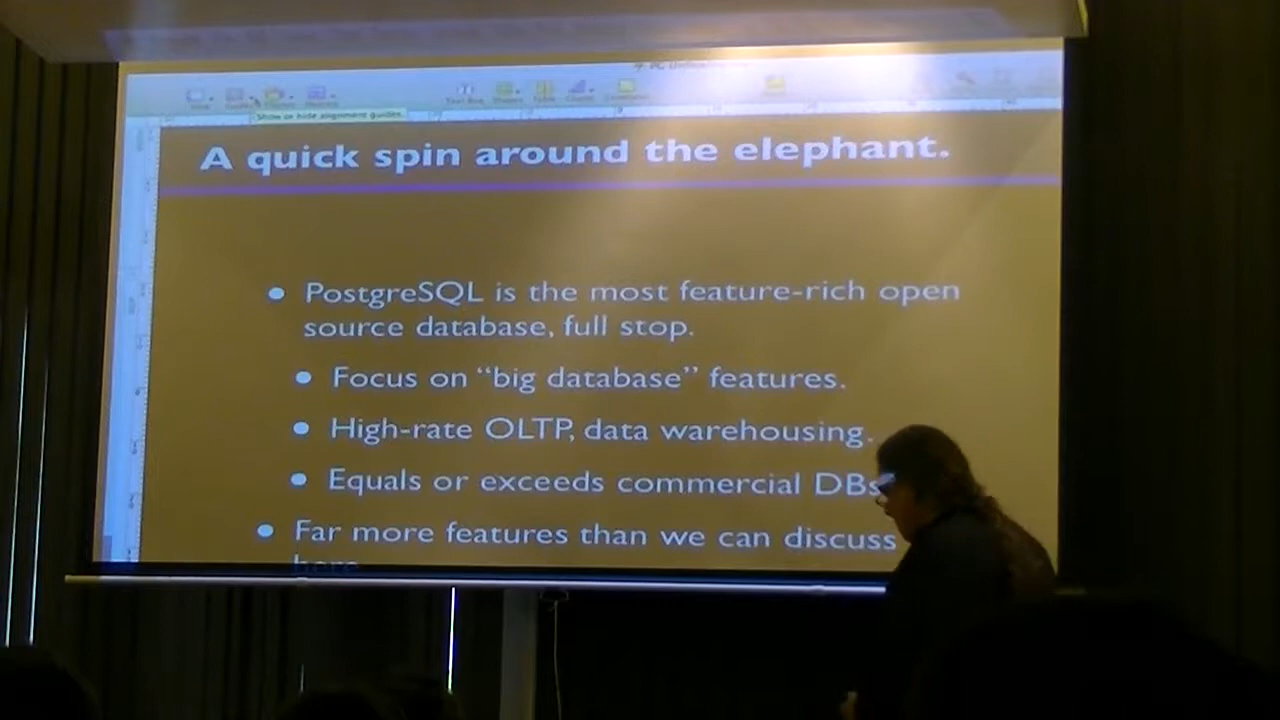 Show or hide alignment guides.
A quick spin around the elephant.
PostgreSQL is the most feature-rich open
source database, full stop.
Focus on “big database” features.
High-rate OLTP, data warehousing.
Equals or exceeds commercial DBs
Far more features than we can discuss
here